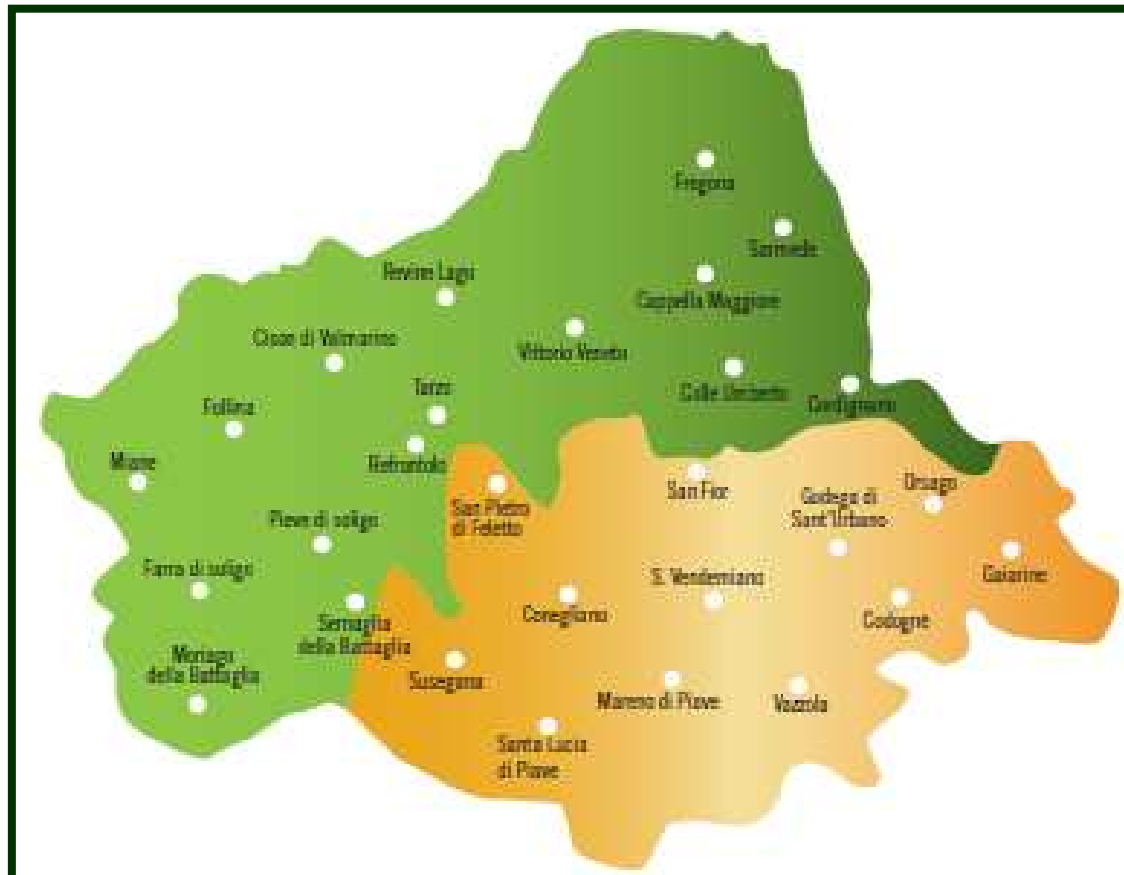 Fregona
Sarmede
Revine Lago
Cappella Maggiore
Cison di Valmarino
Vittorio Veneto
Tarzo
Colle Umberto
Cordignano
Follina
Miane
Refrontolo
San Pietro
di Feletto
San Fior
Orsago
Godega di
Sant'Urbano
Pieve di soligo
Farra di soligo
S. Vendemiano
Gaiarine
Conegliano
Codogne
Sernaglia
della Battaglia
Moriago
della Battaglia
Susegana
Mareno di Piave
Vazzola
Santa Lucia
di Piave